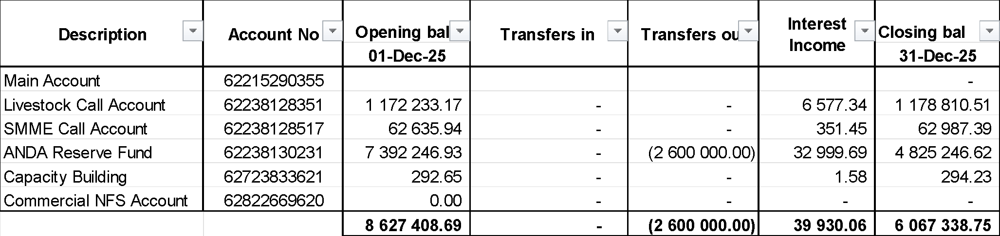 Description Account No Opening bal Transfers in Transfers ou Interest Income Closing bal
01-Dec-25 31-Dec-25
Main Account 62215290355 -
Livestock Call Account 62238128351 1 172 233.17 - - 6 577.34 1 178 810.51
SMME Call Account 62238128517 62 635.94 - - 351.45 62 987.39
ANDA Reserve Fund 62238130231 7 392 246.93 - (2 600 000.00) 32 999.69 4 825 246.62
Capacity Building 62723833621 292.65 - - 1.58 294.23
Commercial NFS Account 62822669620 0.00 - - - -
8 627 408.69 - (2 600 000.00) 39 930.06 6 067 338.75